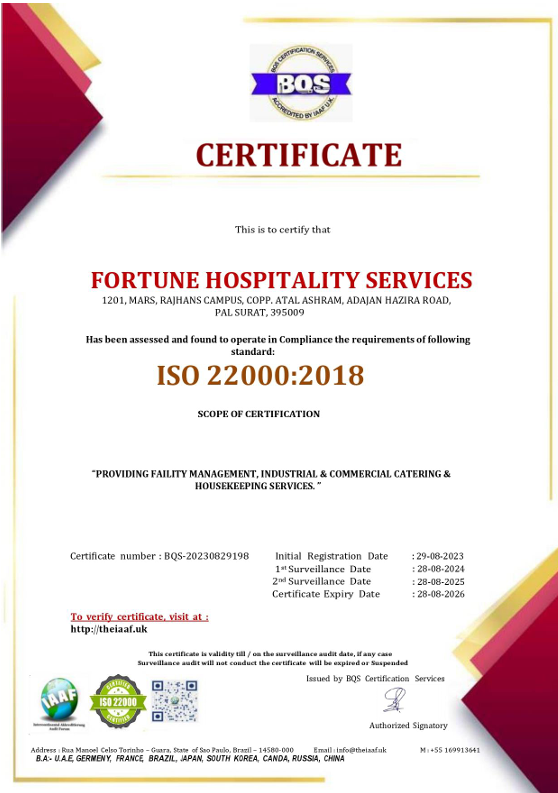 BQS CERTIFICATION SERVICES
BQS
ACCREDITED BY IAAF U.K.
CERTIFICATE
This is to certify that
FORTUNE HOSPITALITY SERVICES
1201, MARS, RAJHANS CAMPUS, COPP. ATAL ASHRAM, ADAJAN HAZIRA ROAD,
PAL SURAT, 395009
Has been assessed and found to operate in Compliance the requirements of following
standard:
ISO 22000:2018
SCOPE OF CERTIFICATION
“PROVIDING FAILITY MANAGEMENT, INDUSTRIAL & COMMERCIAL CATERING &
HOUSEKEEPING SERVICES. ”
Certificate number : BQS-20230829198
Initial Registration Date : 29-08-2023
1st Surveillance Date : 28-08-2024
2nd Surveillance Date : 28-08-2025
Certificate Expiry Date : 28-08-2026
To verify certificate, visit at :
http://theiaaf.uk
This certificate is validity till / on the surveillance audit date, if any case
Surveillance audit will not conduct the certificate will be expired or Suspended
Issued by BQS Certification Services
IAAF
International Accrediting
Audit Forum
CERTIFIED
ISO 22000
CERTIFIED
Authorized Signatory
Address : Rua Manoel Celso Torinho – Guara, State of Sao Paulo, Brazil – 14580-000 Email : info@theiaaf.uk M : +55 169913641
B.A:- U.A.E, GERMENY, FRANCE, BRAZIL, JAPAN, SOUTH KOREA, CANDA, RUSSIA, CHINA